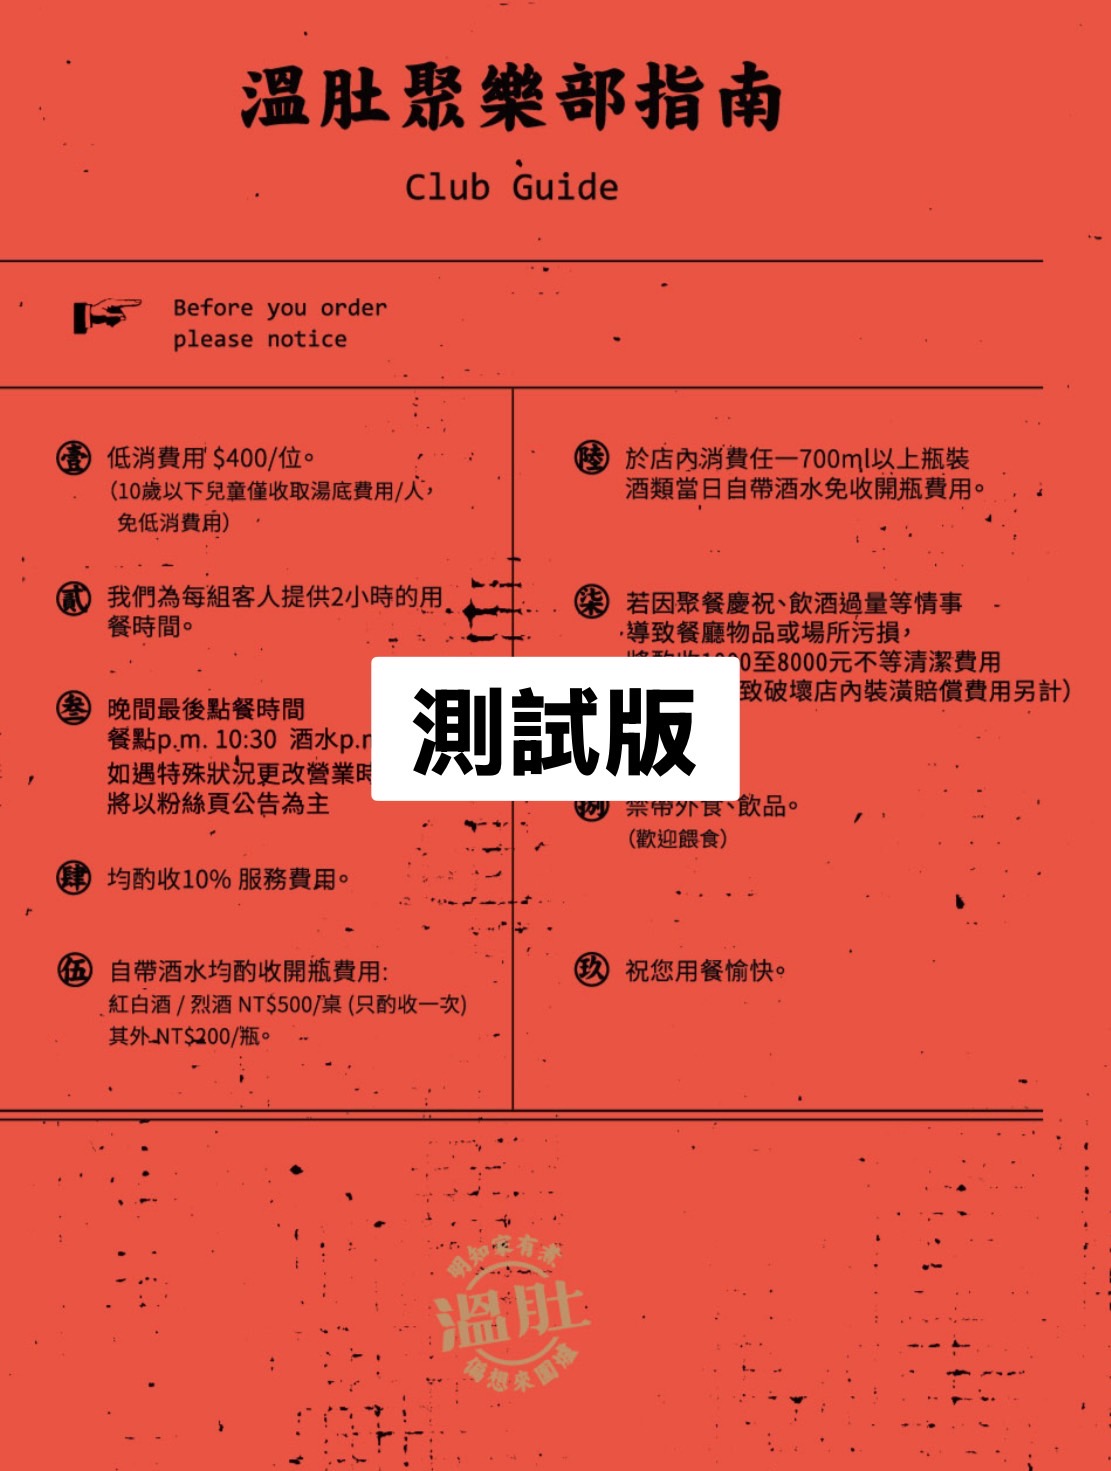 溫肚聚樂部指南
Club Guide
Before you order
please notice
壹 低消費用 $400/位。
(10歲以下兒童僅收取湯底費用/人,
免低消費用)
貳 我們為每組客人提供2小時的用
餐時間。
叁 晚間最後點餐時間
餐點p.m. 10:30 酒水p.
如遇特殊狀況更改營業
將以粉絲頁公告為主
肆 均酌收10% 服務費用。
伍 自帶酒水均酌收開瓶費用:
紅白酒 / 烈酒 NT$500/桌 (只酌收一次)
其外 NT$200/瓶。
陸 於店內消費任一700ml以上瓶裝
酒類當日自帶酒水免收開瓶費用。
柒 若因聚餐慶祝、飲酒過量等情事
導致餐廳物品或場所污損,
0至8000元不等清潔費用
致破壞店內裝潢賠償費用另計)
測試版
捌 禁帶外食、飲品。
(歡迎餵食)
玖 祝您用餐愉快。
明知家有煮
溫肚
偏想來圍爐